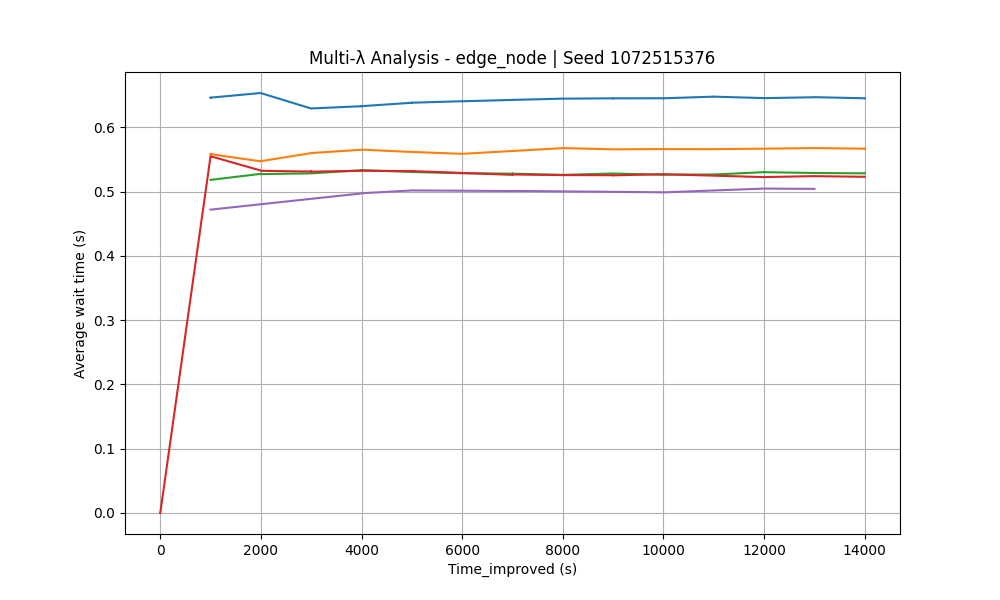 Multi-λ Analysis - edge_node | Seed 1072515376
Average wait time (s)
0.6
0.5
0.4
0.3
0.2
0.1
0.0
0 2000 4000 6000 8000 10000 12000 14000
Time_improved (s)